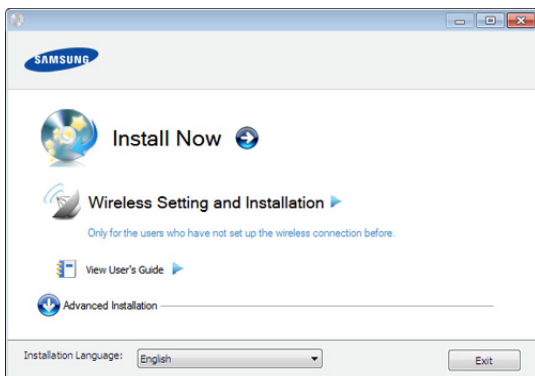 SAMSUNG
Install Now
Wireless Setting and Installation
Only for the users who have not set up the wireless connection before.
View User's Guide
Advanced Installation
Installation Language: English Exit